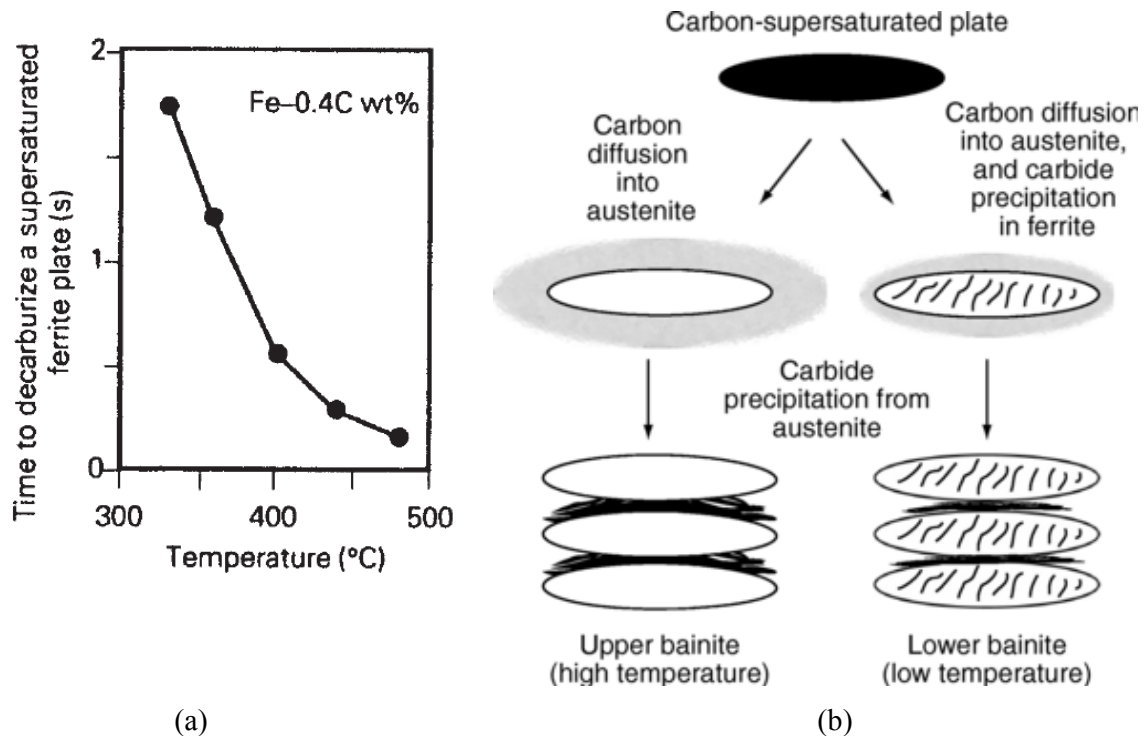 Time to decarburize a supersaturated
ferrite plate (s)
2
1
0
Fe–0.4C wt%
300
400
500
Temperature (°C)
(a)
Carbon-supersaturated plate
Carbon
diffusion
into
austenite
Carbon diffusion
into austenite,
and carbide
precipitation
in ferrite
Carbide
precipitation from
austenite
Upper bainite
(high temperature)
Lower bainite
(low temperature)
(b)